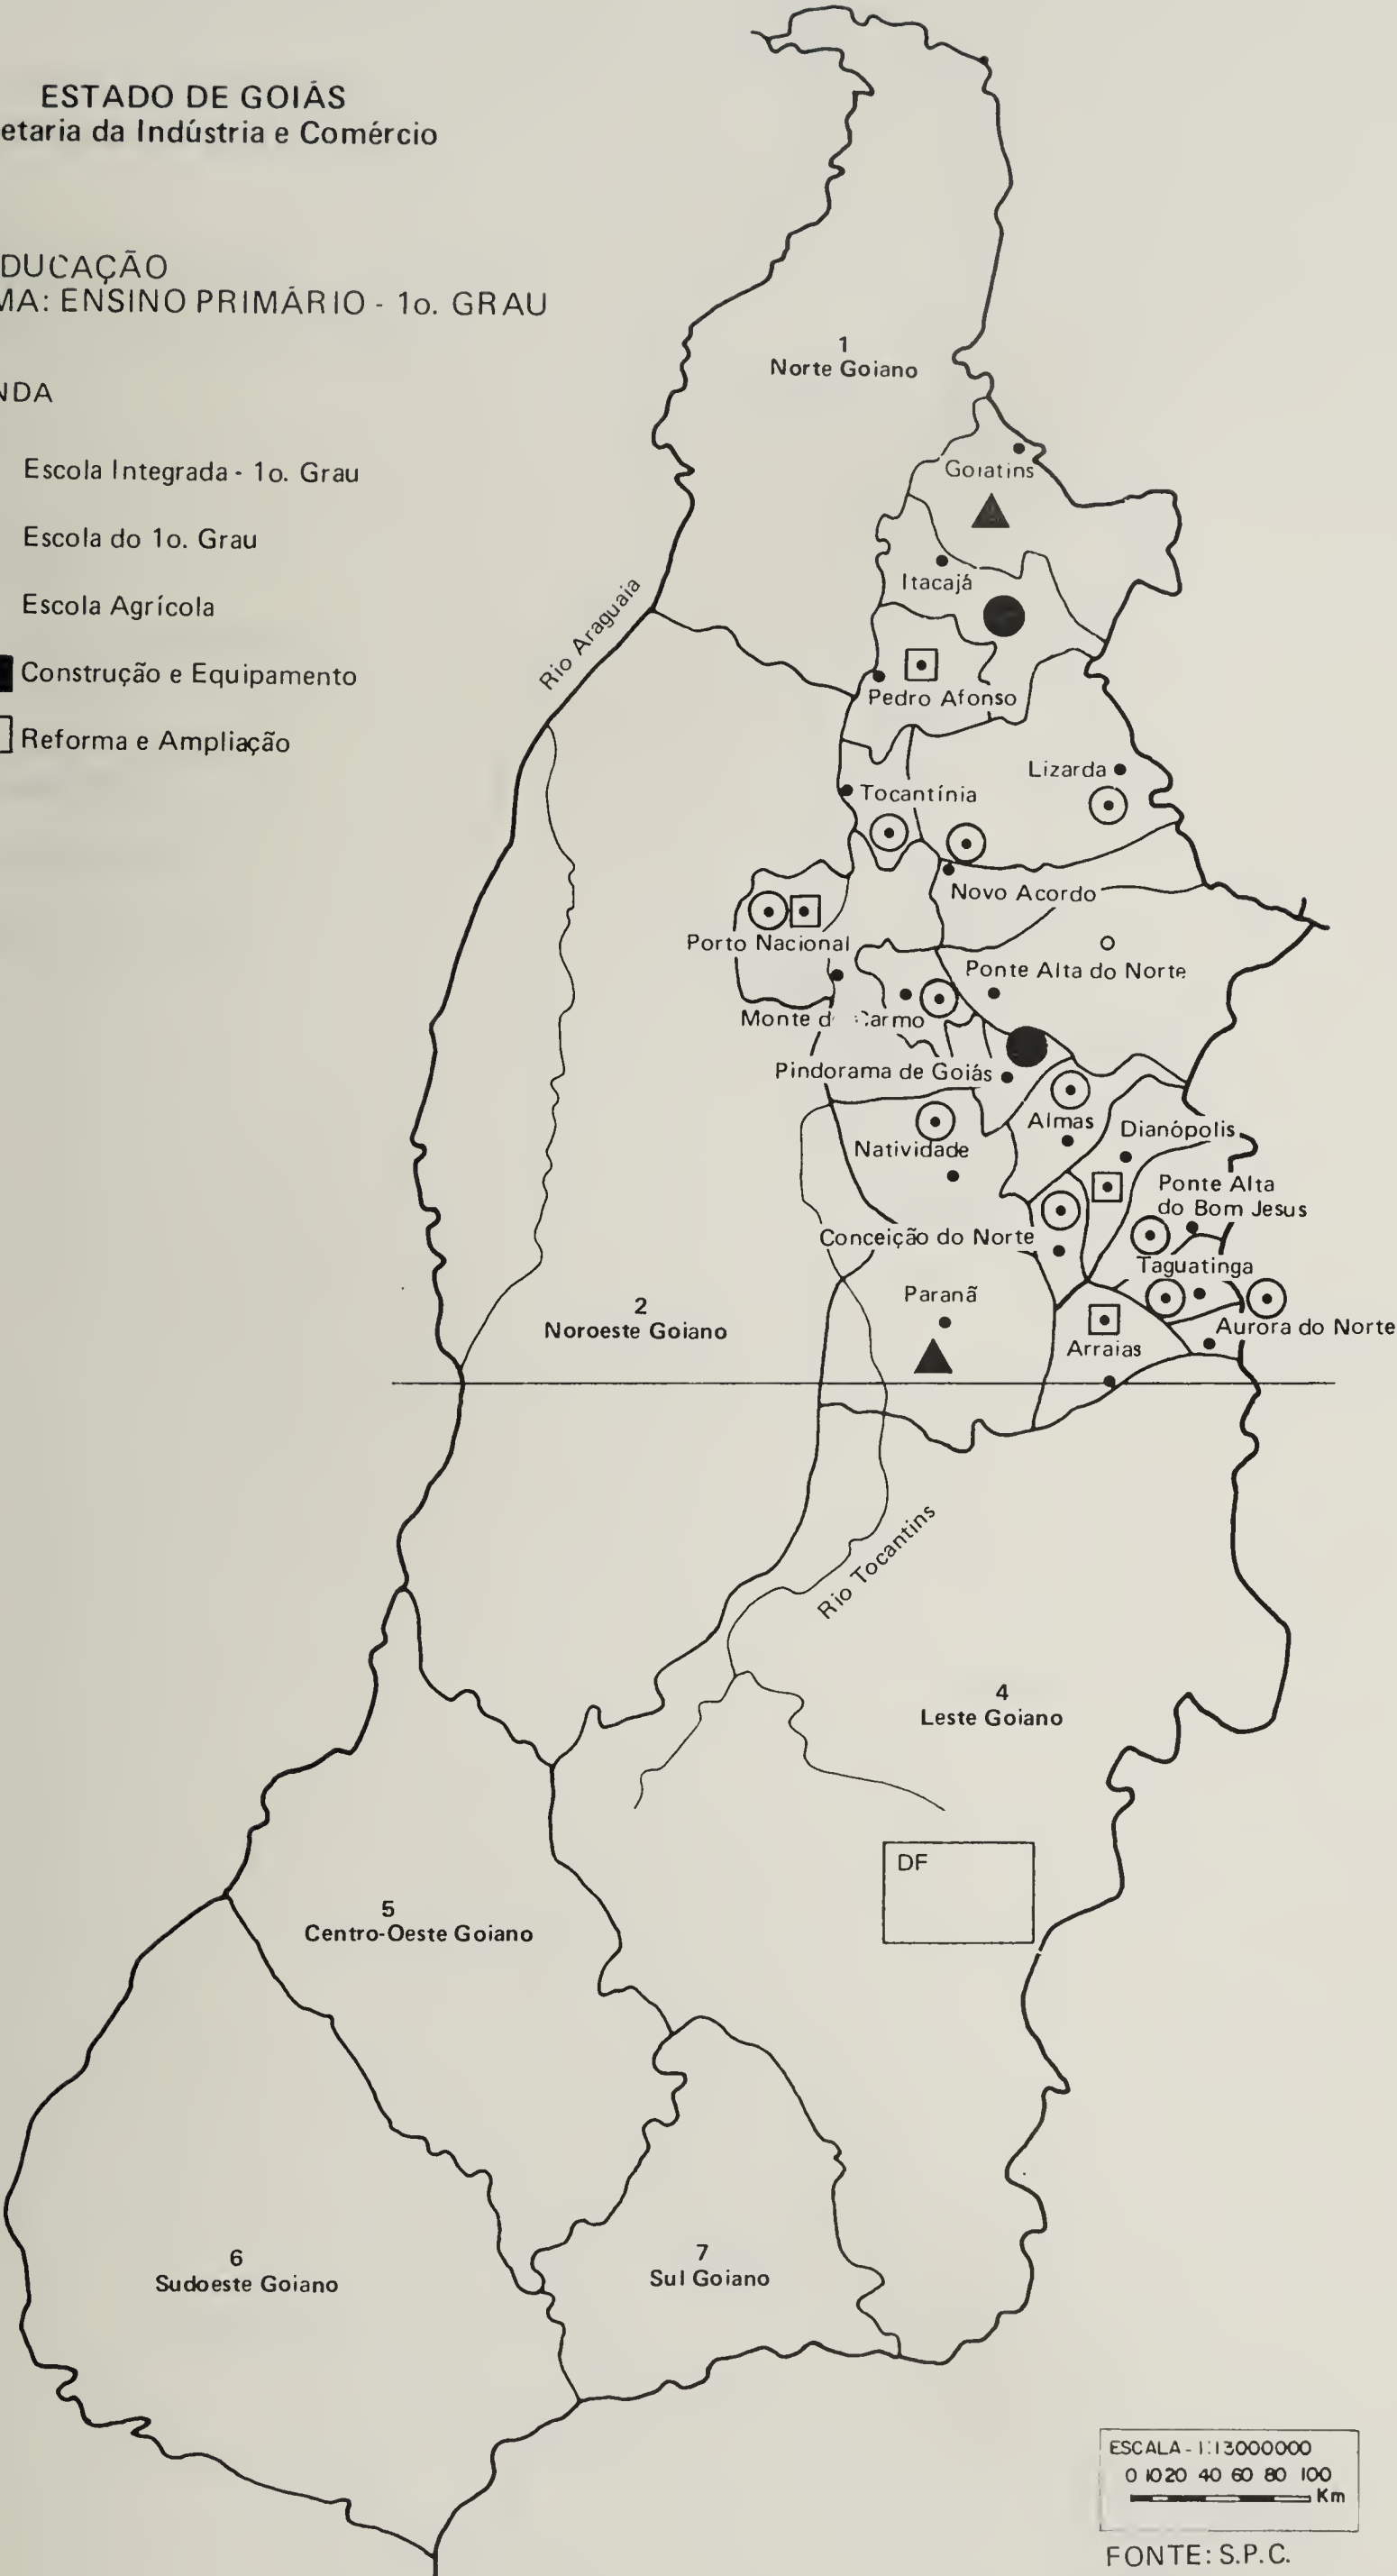 ESTADO DE GOIÁS
etaria da Indústria e Comércio
DUCAÇÃO
MA: ENSINO PRIMÁRIO - 1o. GRAU
NDA
Escola Integrada - 1o. Grau
Escola do 1o. Grau
Escola Agrícola
Construção e Equipamento
Reforma e Ampliação
1
Norte Goiano
Goiatins
Itacajá
Rio Araguaia
Pedro Afonso
Lizarda
Tocantínia
Novo Acordo
Porto Nacional
Ponte Alta do Norte
Monte d Carmo
Pindorama de Goiás
Almas
Dianópolis
Natividade
Ponte Alta
do Bom Jesus
Conceição do Norte
Taguatinga
Paranã
2
Noroeste Goiano
Aurora do Norte
Arraias
Rio Tocantins
4
Leste Goiano
DF
5
Centro-Oeste Goiano
6
Sudoeste Goiano
7
Sul Goiano
ESCALA - 1:13000000
0 10 20 40 60 80 100
Km
FONTE: S.P.C.